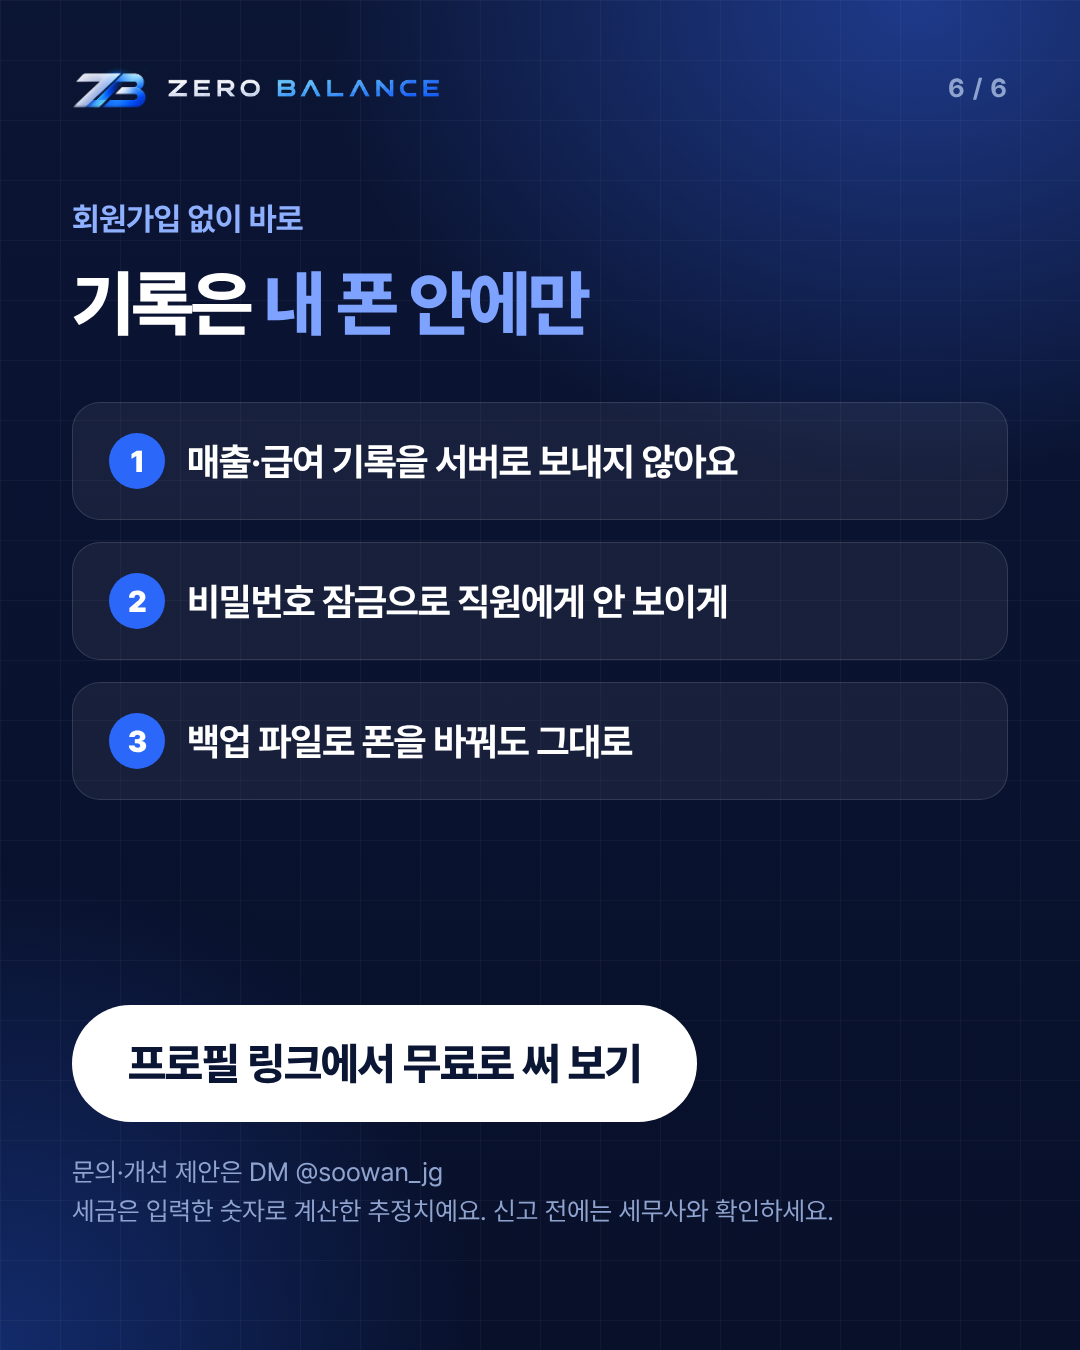 ZB ZERO BALANCE
6 / 6
회원가입 없이 바로
기록은 내 폰 안에만
1 매출·급여 기록을 서버로 보내지 않아요
2 비밀번호 잠금으로 직원에게 안 보이게
3 백업 파일로 폰을 바꿔도 그대로
프로필 링크에서 무료로 써 보기
문의·개선 제안은 DM @soowan_jg
세금은 입력한 숫자로 계산한 추정치예요. 신고 전에는 세무사와 확인하세요.